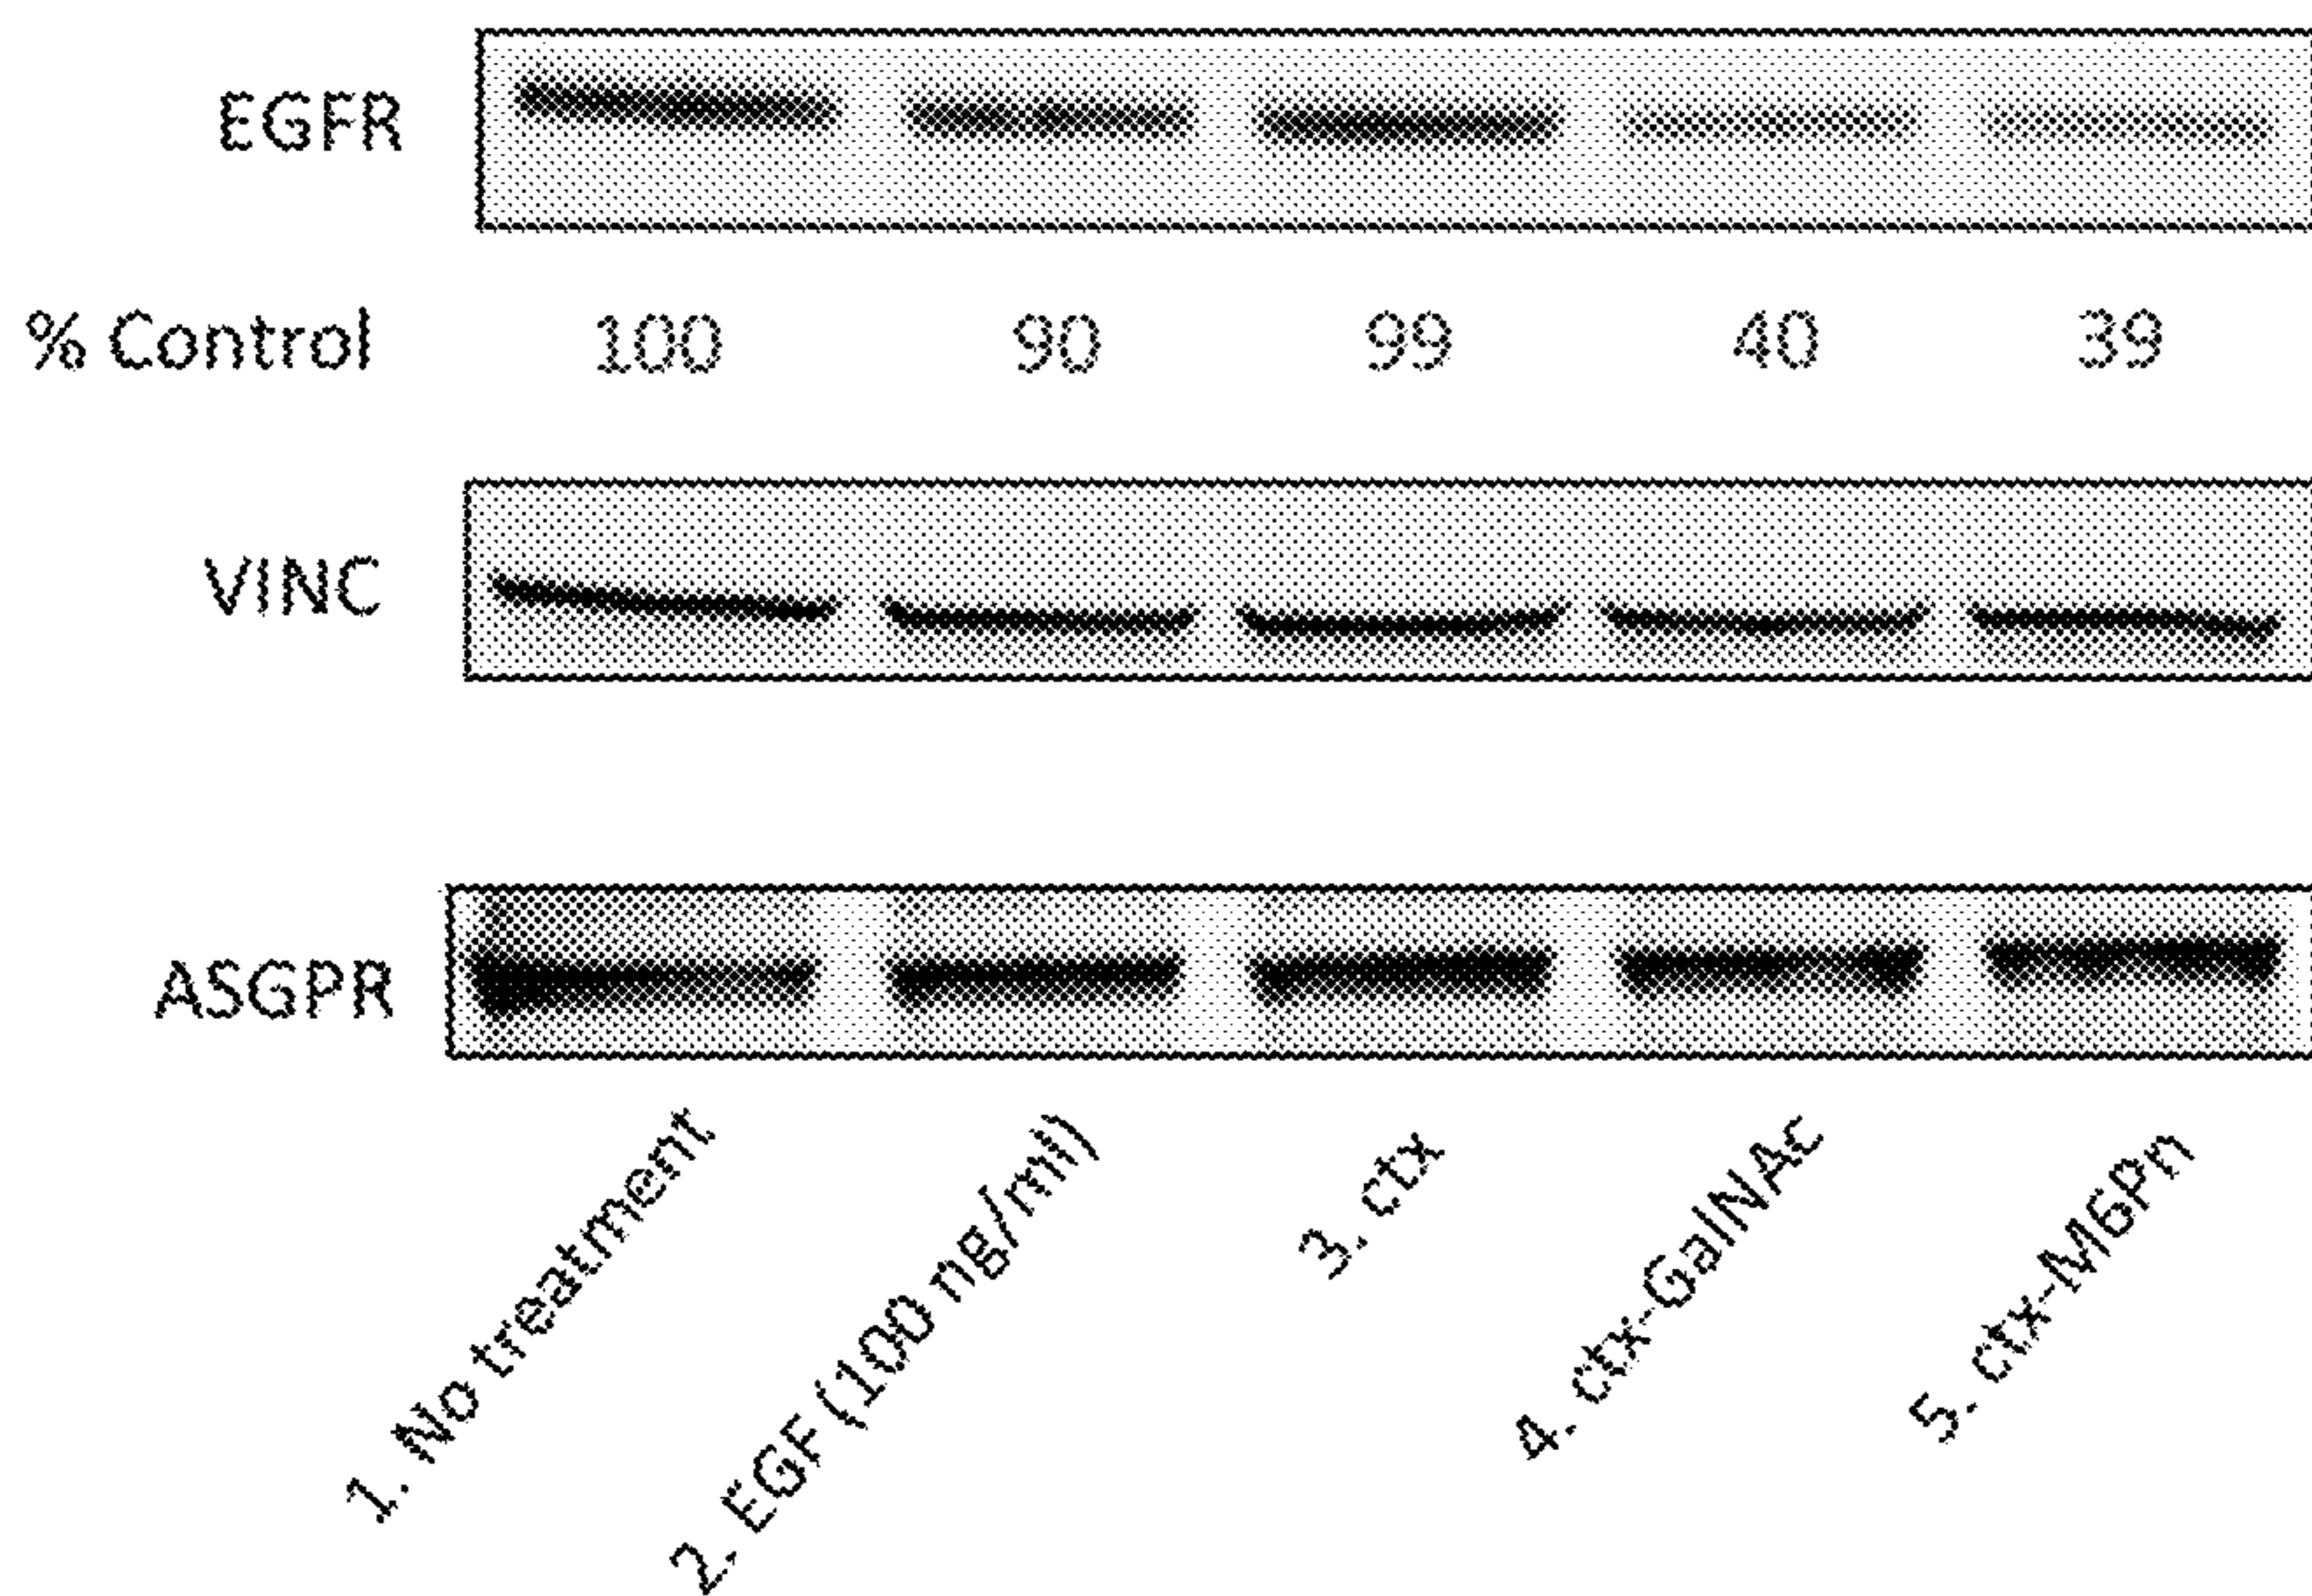 EGFR
% Control 100 90 99 40 39
VINC
ASGPR
1. No treatment
2. EGF (100 ng/ml)
3. ctx
4. ctx-GalNAc
5. ctx-M6Pn